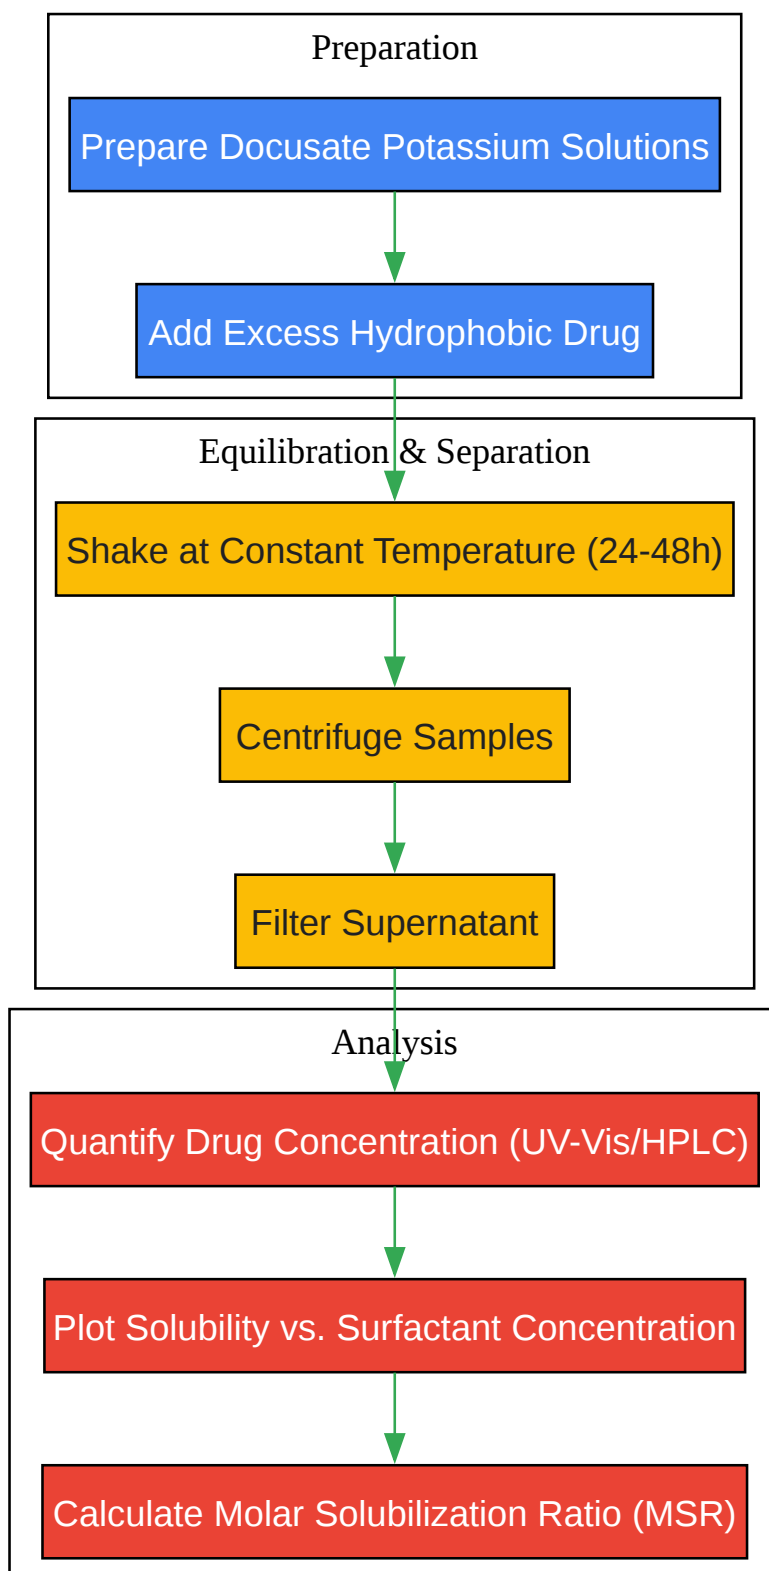 Preparation
Prepare Docusate Potassium Solutions
Add Excess Hydrophobic Drug
Equilibration & Separation
Shake at Constant Temperature (24-48h)
Centrifuge Samples
Filter Supernatant
Analysis
Quantify Drug Concentration (UV-Vis/HPLC)
Plot Solubility vs. Surfactant Concentration
Calculate Molar Solubilization Ratio (MSR)